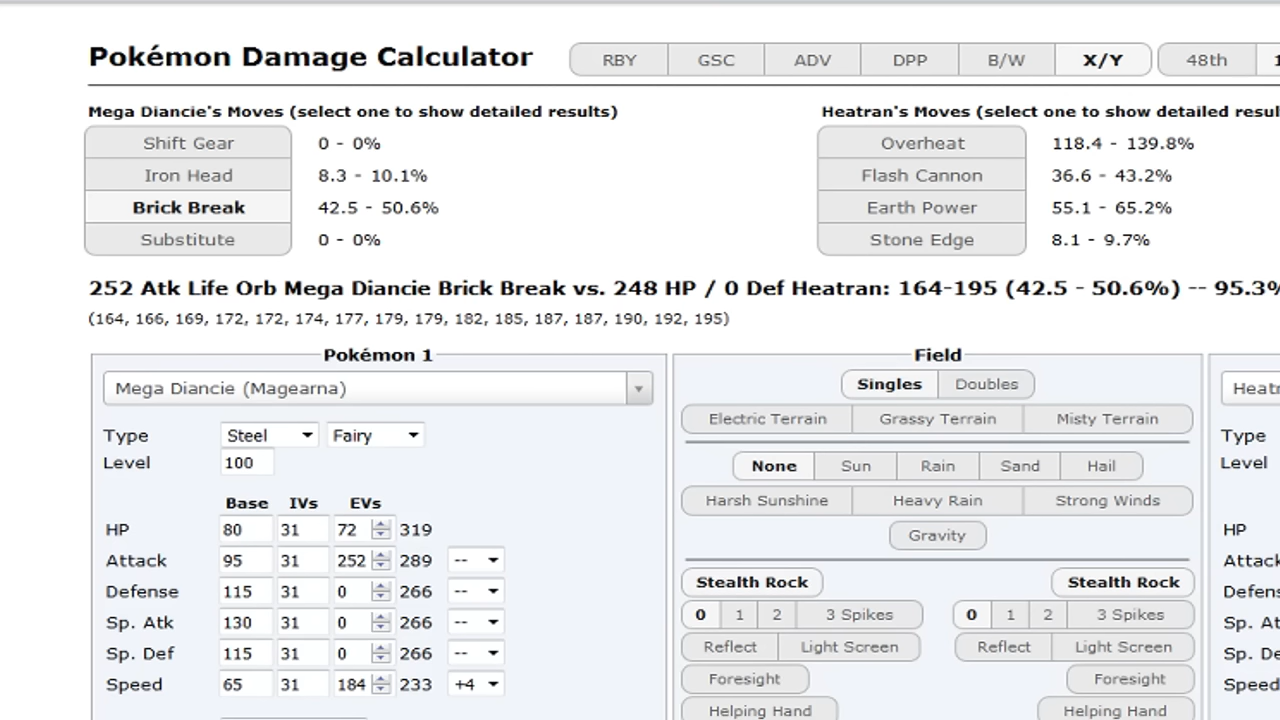 Pokémon Damage Calculator RBY GSC ADV DPP B/W X/Y 48th
Mega Diancie's Moves (select one to show detailed results) Heatran's Moves (select one to show detailed
Shift Gear 0 - 0% Overheat 118.4 - 139.8%
Iron Head 8.3 - 10.1% Flash Cannon 36.6 - 43.2%
Brick Break 42.5 - 50.6% Earth Power 55.1 - 65.2%
Substitute 0 - 0% Stone Edge 8.1 - 9.7%
252 Atk Life Orb Mega Diancie Brick Break vs. 248 HP / 0 Def Heatran: 164-195 (42.5 - 50.6%) -- 95.3%
(164, 166, 169, 172, 172, 174, 177, 179, 179, 182, 185, 187, 187, 190, 192, 195)
Pokémon 1 Field
Mega Diancie (Magearna) Singles Doubles
Electric Terrain Grassy Terrain Misty Terrain
Type Steel Fairy Type
Level 100 None Sun Rain Sand Hail Level
Base IVs EVs Harsh Sunshine Heavy Rain Strong Winds
HP 80 31 72 319 Gravity HP
Attack 95 31 252 289 -- Attack
Defense 115 31 0 266 -- Stealth Rock Stealth Rock
Sp. Atk 130 31 0 266 -- 0 1 2 3 Spikes 0 1 2 3 Spikes
Sp. Def 115 31 0 266 -- Reflect Light Screen Reflect Light Screen
Speed 65 31 184 233 +4 Foresight Foresight Speed
Helping Hand Helping Hand